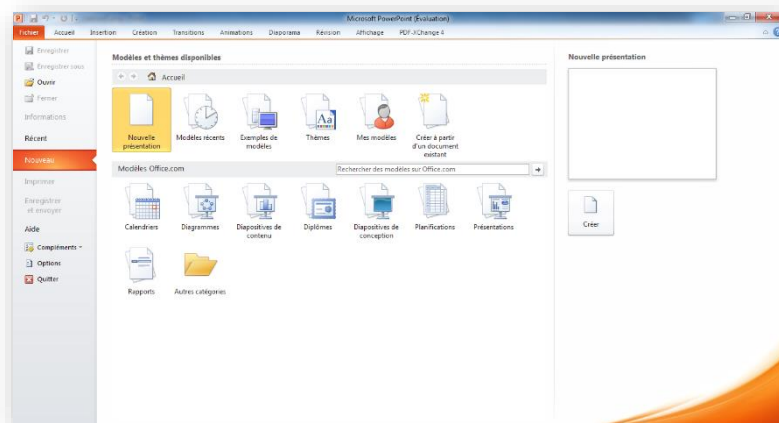 Microsoft PowerPoint (Évaluation)
Fichier Accueil Insertion Création Transitions Animations Diaporama Révision Affichage PDF-XChange 4
Enregistrer
Enregistrer sous
Ouvrir
Fermer
Informations
Récent
Nouveau
Imprimer
Enregistrer
et envoyer
Aide
Compléments
Options
Quitter
Modèles et thèmes disponibles
Accueil
Nouvelle
présentation
Modèles récents
Exemples de
modèles
Thèmes
Mes modèles
Créer à partir
d'un document
existant
Modèles Office.com
Rechercher des modèles sur Office.com
Calendriers
Diagrammes
Diapositives de
contenu
Diplômes
Diapositives de
conception
Planifications
Présentations
Rapports
Autres catégories
Nouvelle présentation
Créer